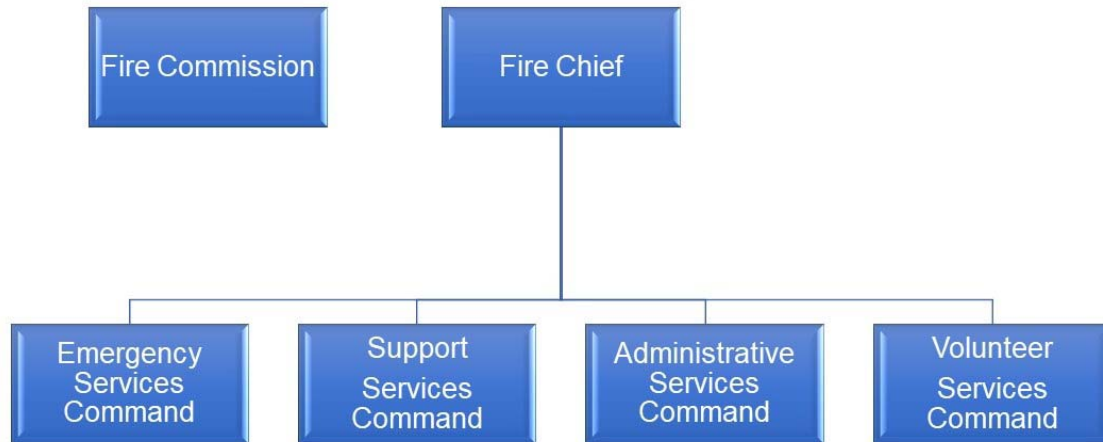 Fire Commission
Fire Chief
Emergency
Services
Command
Support
Services
Command
Administrative
Services
Command
Volunteer
Services
Command